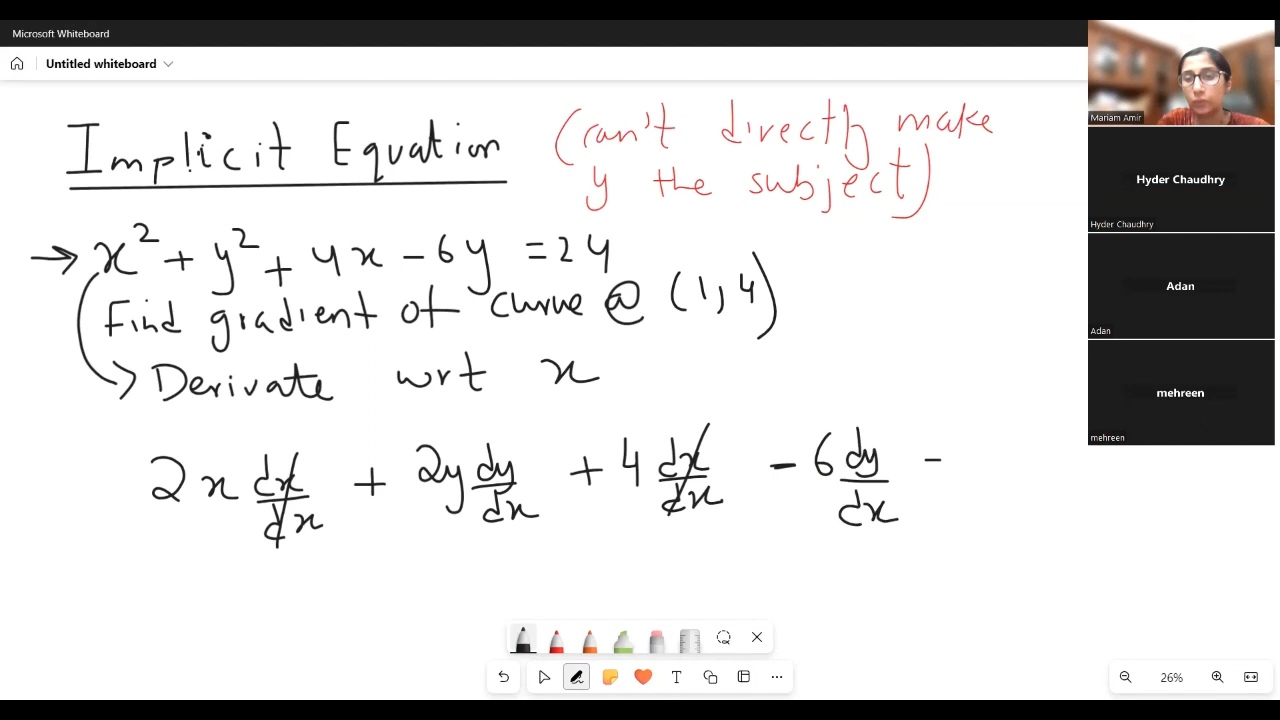 Microsoft Whiteboard
Untitled whiteboard
Implicit Equation (can't directly make
y the subject)
→ x² + y² + 4x - 6y = 24
Find gradient of curve @ (1, 4)
Derivate wrt x
2x dx/dx + 2y dy/dx + 4 dx/dx - 6 dy/dx =
Mariam Amir
Hyder Chaudhry
Hyder Chaudhry
Adan
Adan
mehreen
mehreen
26%